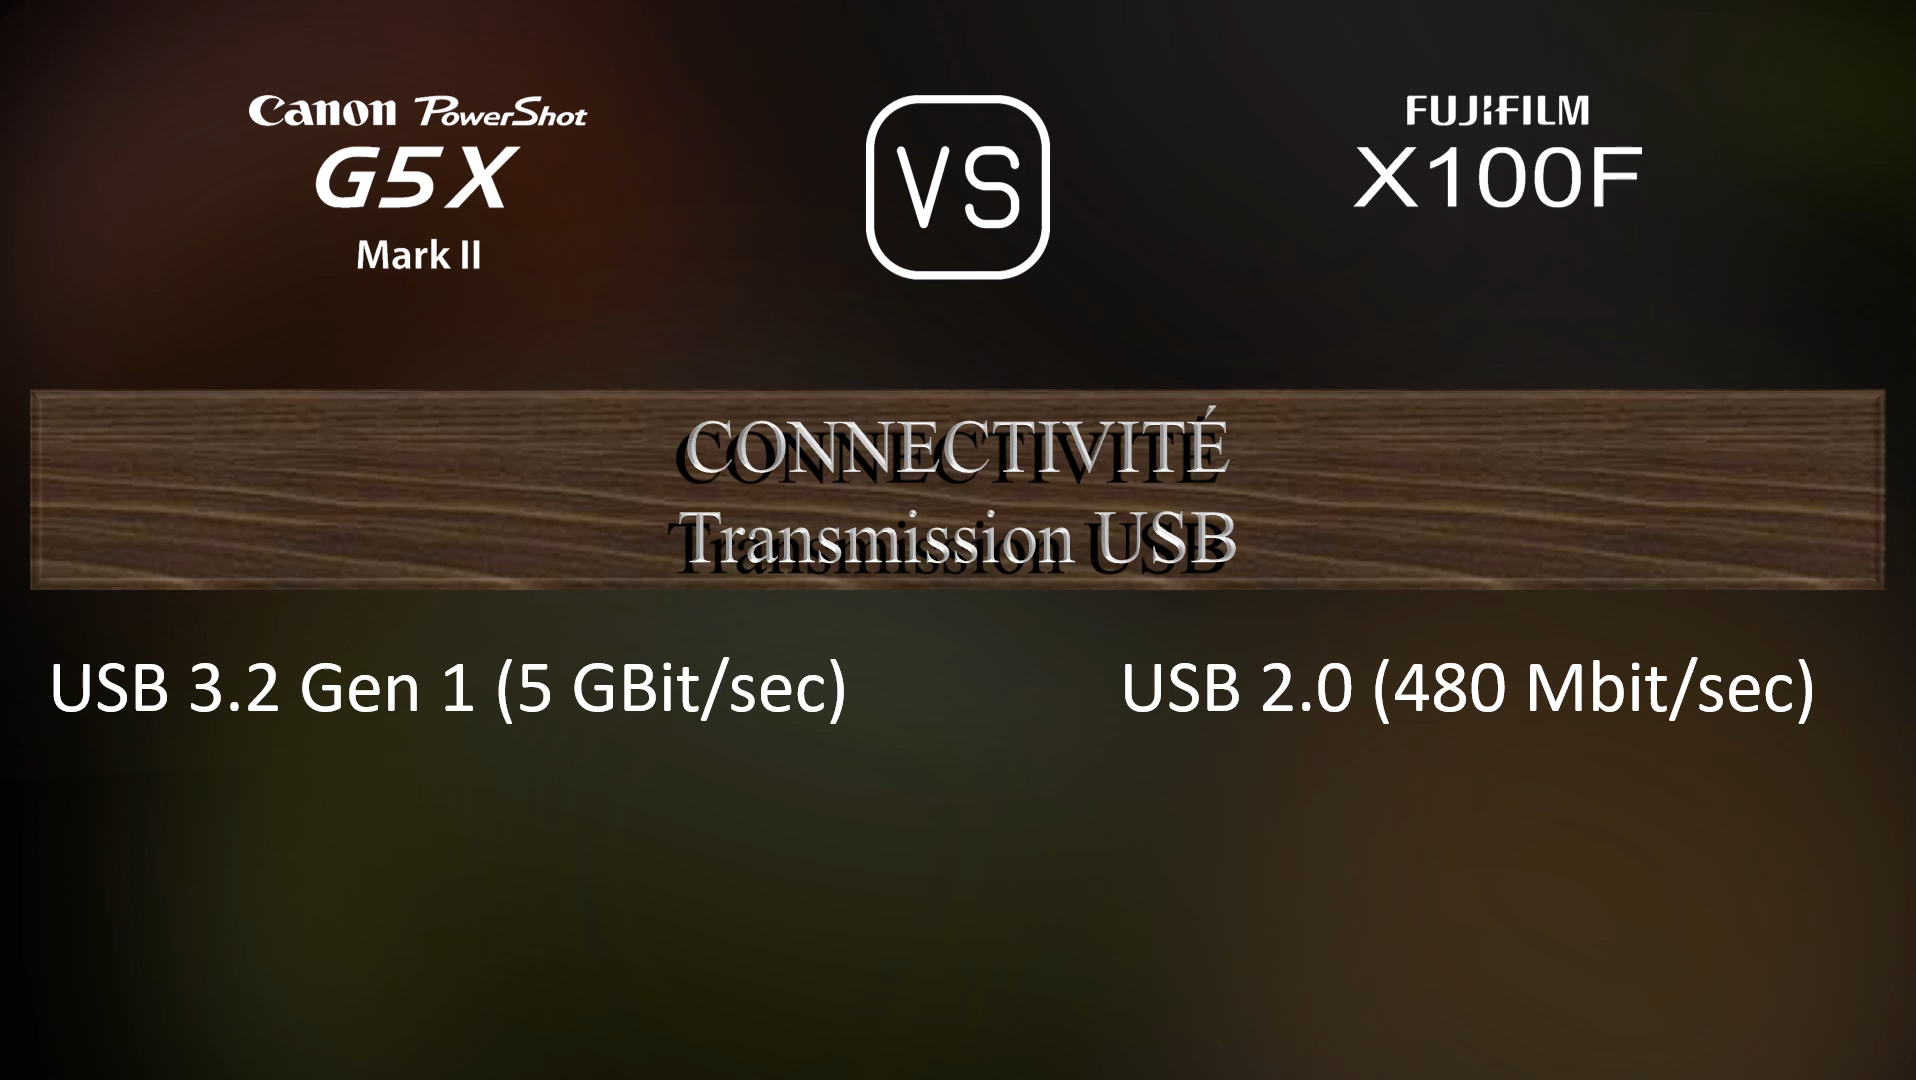 Canon PowerShot
G5X
Mark II
VS
FUJIFILM
X100F
CONNECTIVITÉ
Transmission USB
USB 3.2 Gen 1 (5 GBit/sec)
USB 2.0 (480 Mbit/sec)